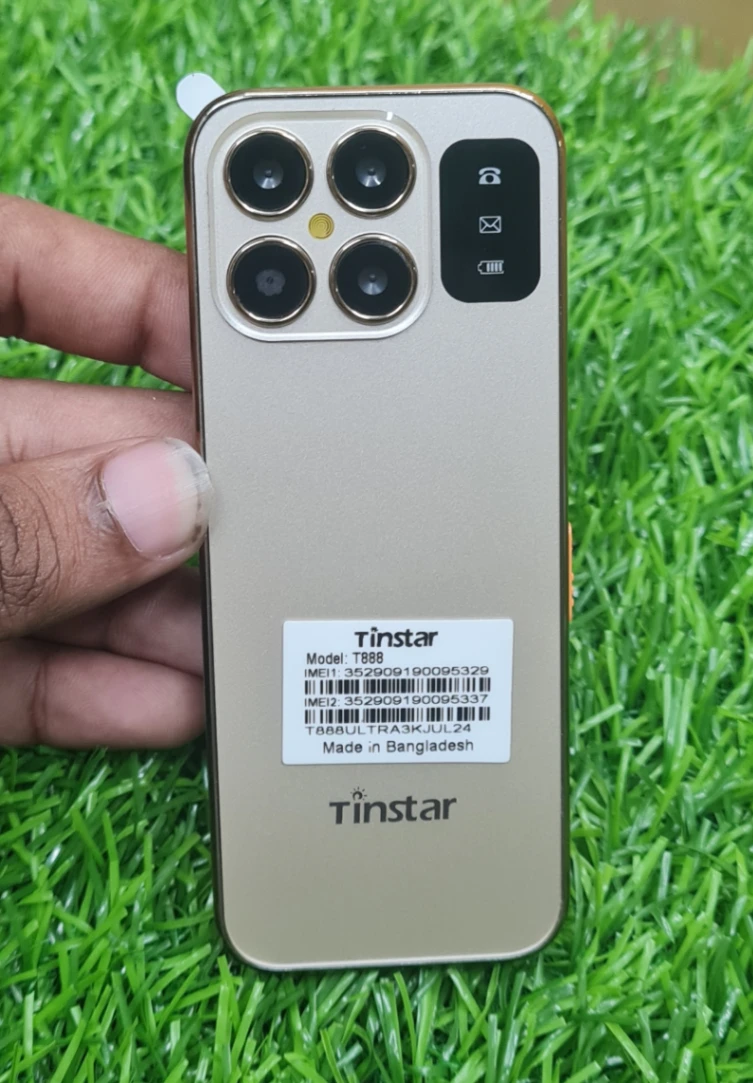 Tinstar
Model: T888
IMEI1: 352909190095329
IMEI2: 352909190095337
T888ULTRA3KJUL24
Made in Bangladesh
Tinstar